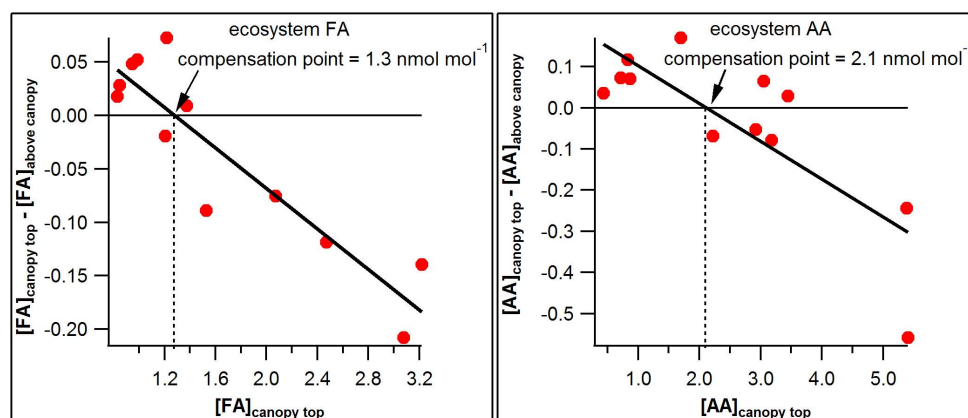 ecosystem FA
compensation point = 1.3 nmol mol⁻¹
0.05
0.00
-0.05
-0.10
-0.15
-0.20
[FA]canopy top - [FA]above canopy
1.2 1.6 2.0 2.4 2.8 3.2
[FA]canopy top
ecosystem AA
compensation point = 2.1 nmol mol⁻
0.1
0.0
-0.1
-0.2
-0.3
-0.4
-0.5
[AA]canopy top - [AA]above canopy
1.0 2.0 3.0 4.0 5.0
[AA]canopy top